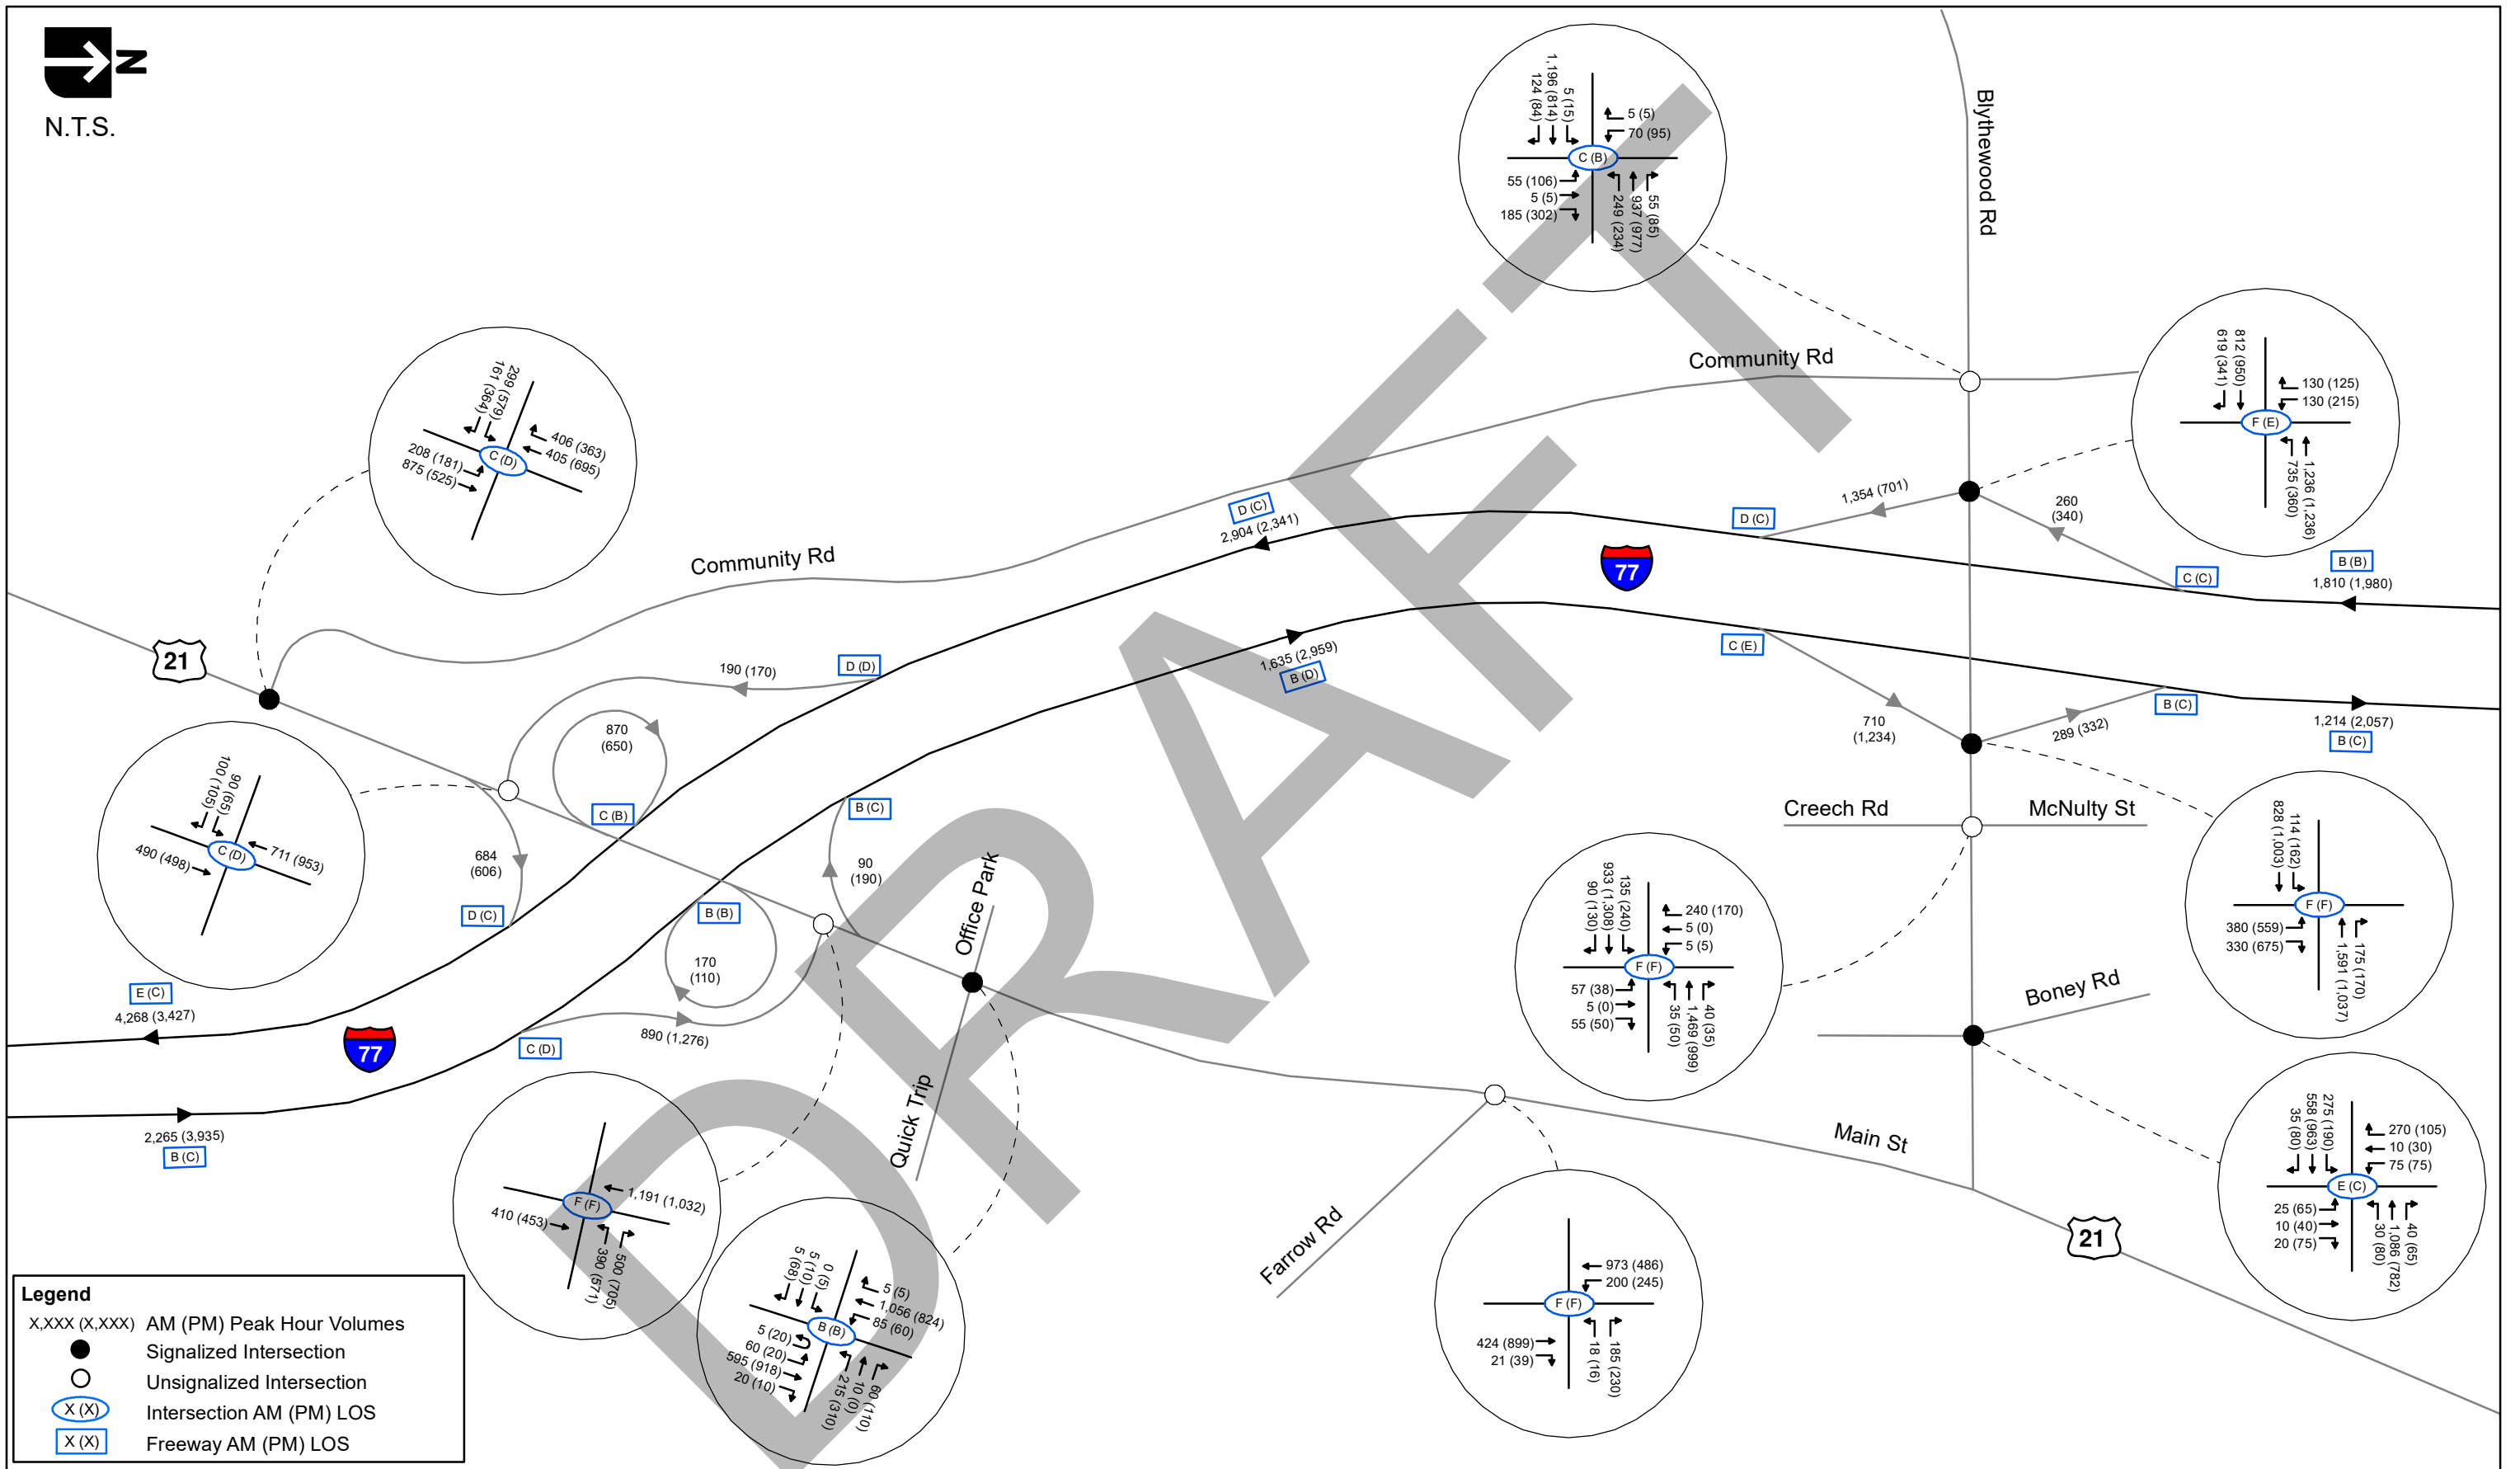 N
N.T.S.
1,196 (814)
124 (84)
5 (15)
5 (5)
70 (95)
C (B)
55 (106)
5 (5)
185 (302)
249 (234)
937 (977)
55 (85)
Blythewood Rd
Community Rd
619 (341)
812 (950)
130 (125)
130 (215)
F (E)
735 (360)
1,236 (1,236)
161 (364)
299 (579)
406 (363)
405 (695)
C (D)
208 (181)
875 (525)
Community Rd
D (C)
2,904 (2,341)
D (C)
1,354 (701)
260
(340)
C (C)
B (B)
1,810 (1,980)
77
21
190 (170)
D (D)
1,635 (2,959)
B (D)
C (E)
710
(1,234)
289 (332)
B (C)
1,214 (2,057)
B (C)
870
(650)
C (B)
B (C)
100 (105)
90 (65)
711 (953)
C (D)
490 (498)
684
(606)
D (C)
B (B)
90
(190)
170
(110)
Office Park
Quick Trip
Creech Rd
McNulty St
828 (1,003)
114 (162)
F (F)
380 (559)
330 (675)
1,591 (1,037)
175 (170)
90 (130)
933 (1,308)
135 (240)
240 (170)
5 (0)
5 (5)
F (F)
57 (38)
5 (0)
55 (50)
35 (50)
1,469 (999)
40 (35)
Boney Rd
E (C)
4,268 (3,427)
77
C (D)
890 (1,276)
2,265 (3,935)
B (C)
1,191 (1,032)
F (F)
410 (453)
390 (571)
500 (705)
5 (68)
5 (10)
0 (5)
5 (5)
1,056 (824)
85 (60)
B (B)
5 (20)
60 (20)
595 (918)
20 (10)
215 (310)
10 (0)
60 (110)
Farrow Rd
Main St
21
973 (486)
200 (245)
F (F)
424 (899)
21 (39)
18 (16)
185 (230)
35 (80)
558 (963)
275 (190)
270 (105)
10 (30)
75 (75)
E (C)
25 (65)
10 (40)
20 (75)
30 (80)
1,086 (782)
40 (65)
DRAFT
Legend
X,XXX (X,XXX) AM (PM) Peak Hour Volumes
Signalized Intersection
Unsignalized Intersection
X (X) Intersection AM (PM) LOS
X (X) Freeway AM (PM) LOS